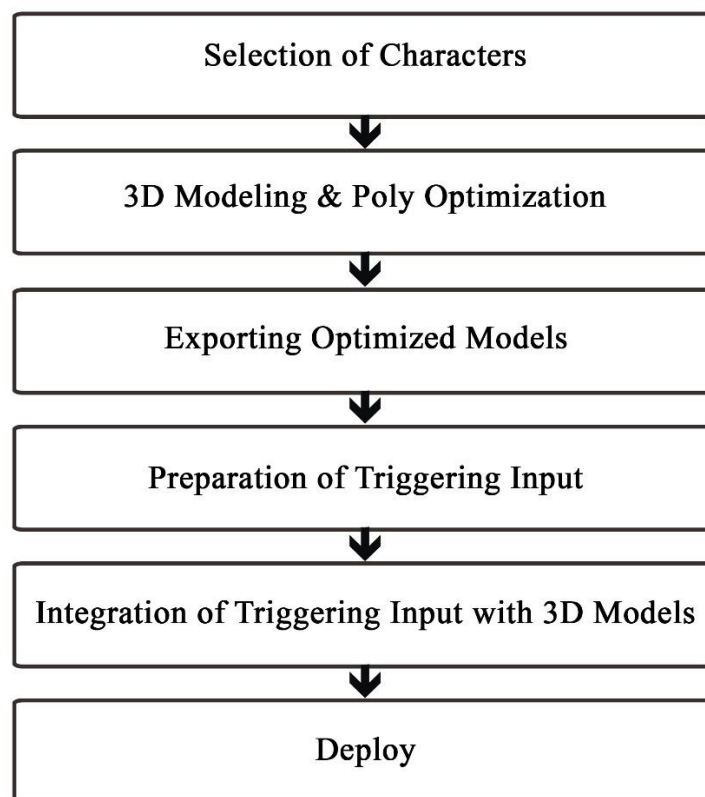 Selection of Characters
3D Modeling & Poly Optimization
Exporting Optimized Models
Preparation of Triggering Input
Integration of Triggering Input with 3D Models
Deploy